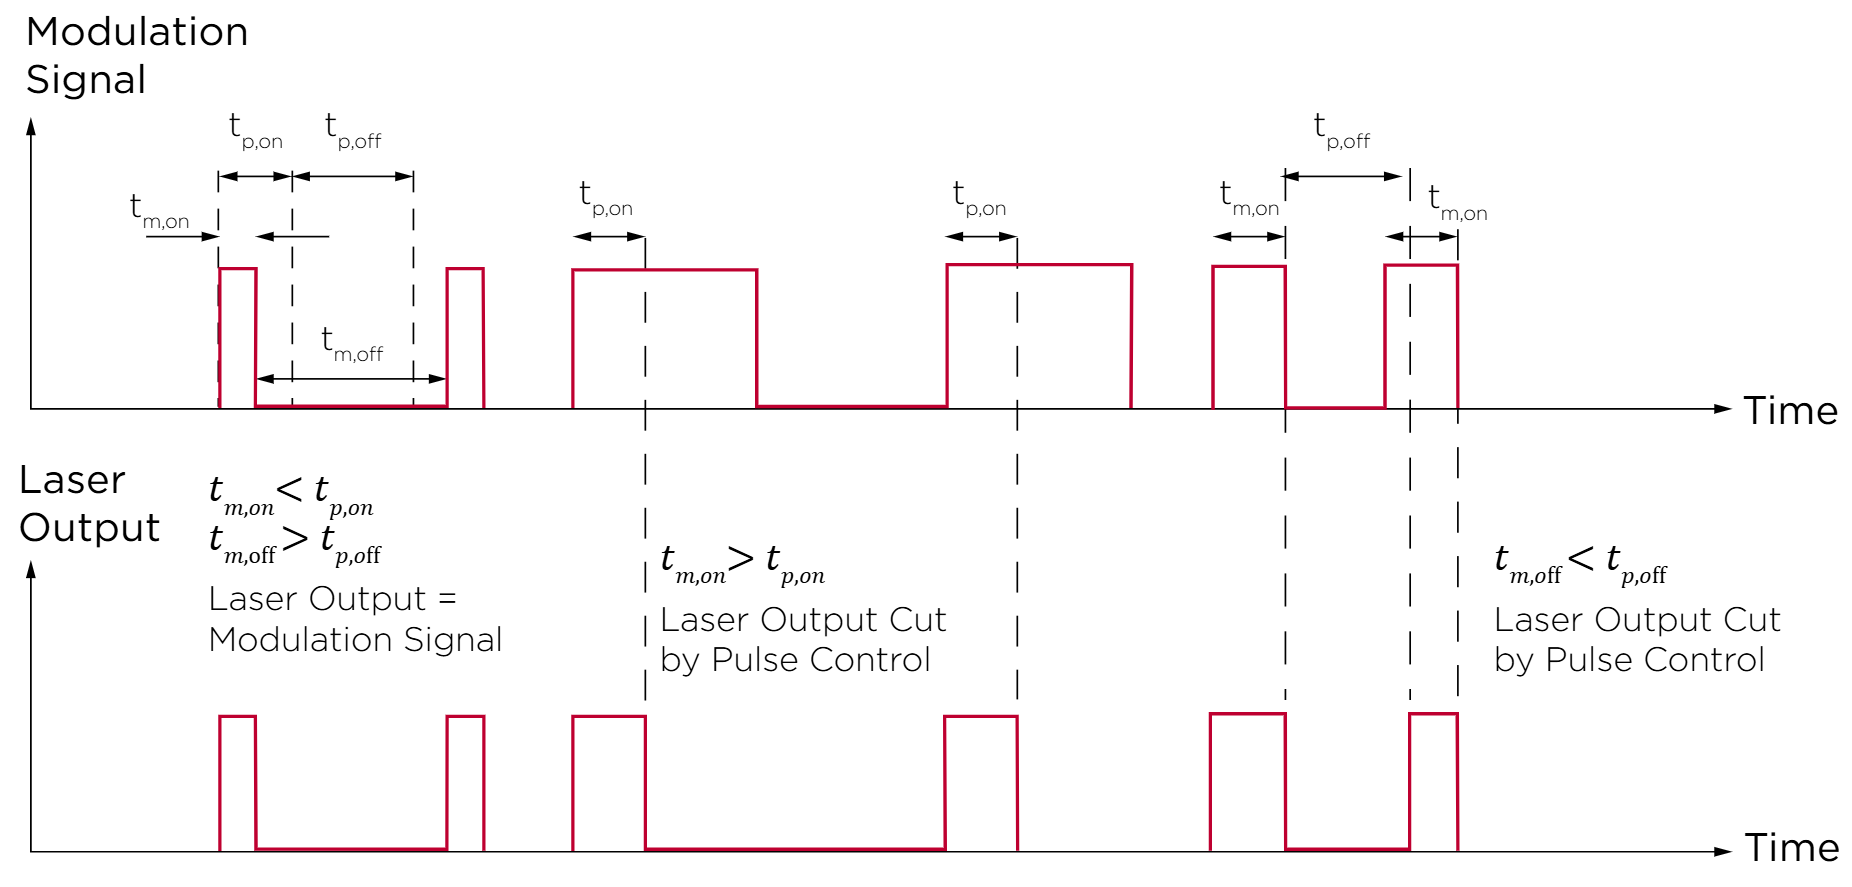 Modulation
Signal
t p,on
t p,off
t p,off
t m,on
t p,on
t p,on
t m,on
t m,on
t m,off
Time
Laser
Output
t m,on < t p,on
t m,off > t p,off
Laser Output =
Modulation Signal
t m,on > t p,on
Laser Output Cut
by Pulse Control
t m,off < t p,off
Laser Output Cut
by Pulse Control
Time